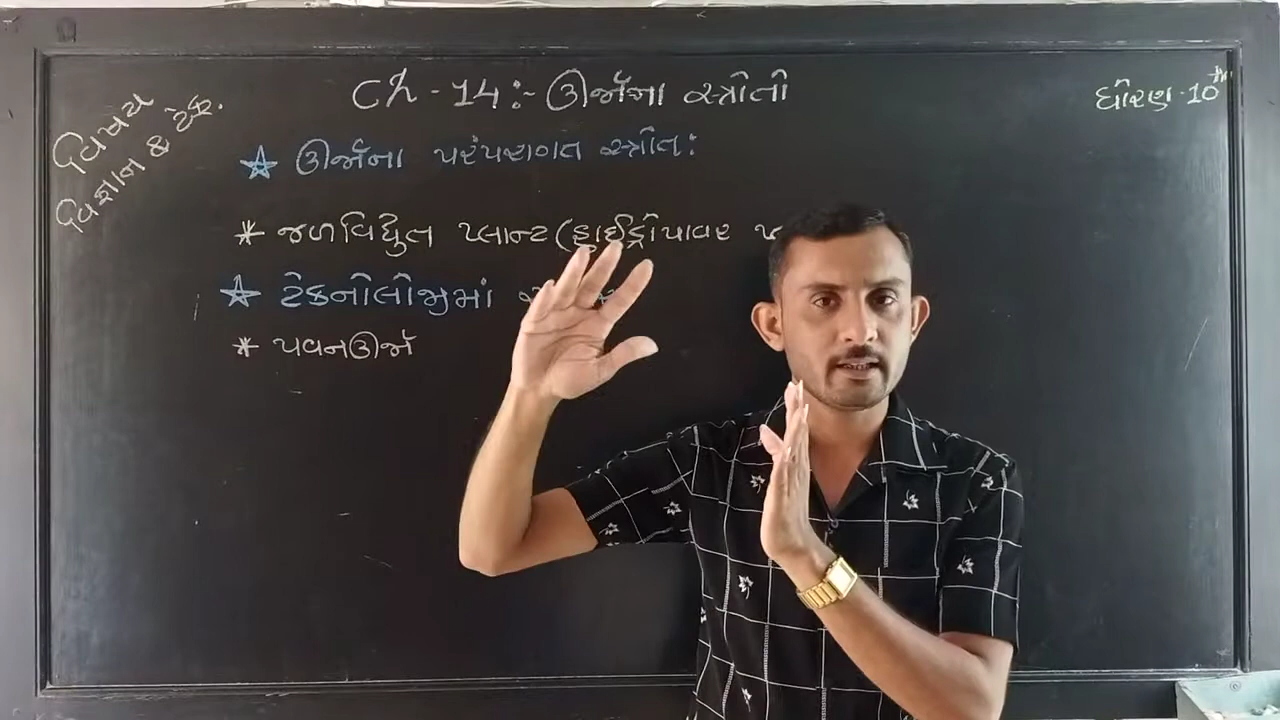 વિષય
વિજ્ઞાન & ટેક.
Ch - 14 :- ઊર્જાના સ્ત્રોતો
ધોરણ - 10th
☆ ઊર્જાના પરંપરાગત સ્ત્રોત :
* જળવિદ્યુત પ્લાન્ટ (હાઈડ્રોપાવર
☆ ટેકનોલોજીમાં
* પવનઊર્જા